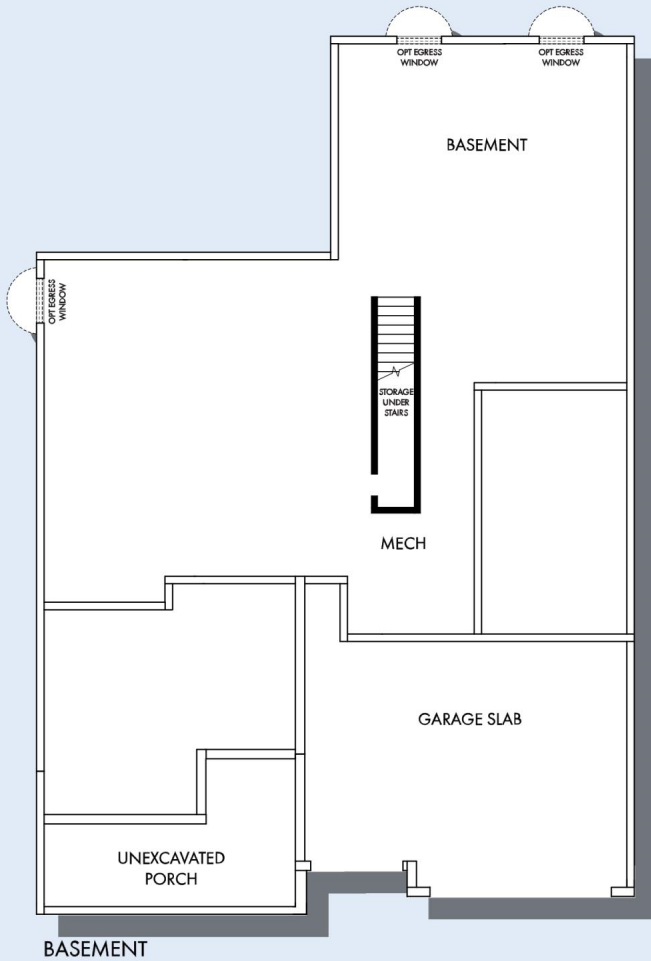 OPT EGRESS
WINDOW
OPT EGRESS
WINDOW
BASEMENT
OPT EGRESS
WINDOW
STORAGE
UNDER
STAIRS
MECH
GARAGE SLAB
UNEXCAVATED
PORCH
BASEMENT